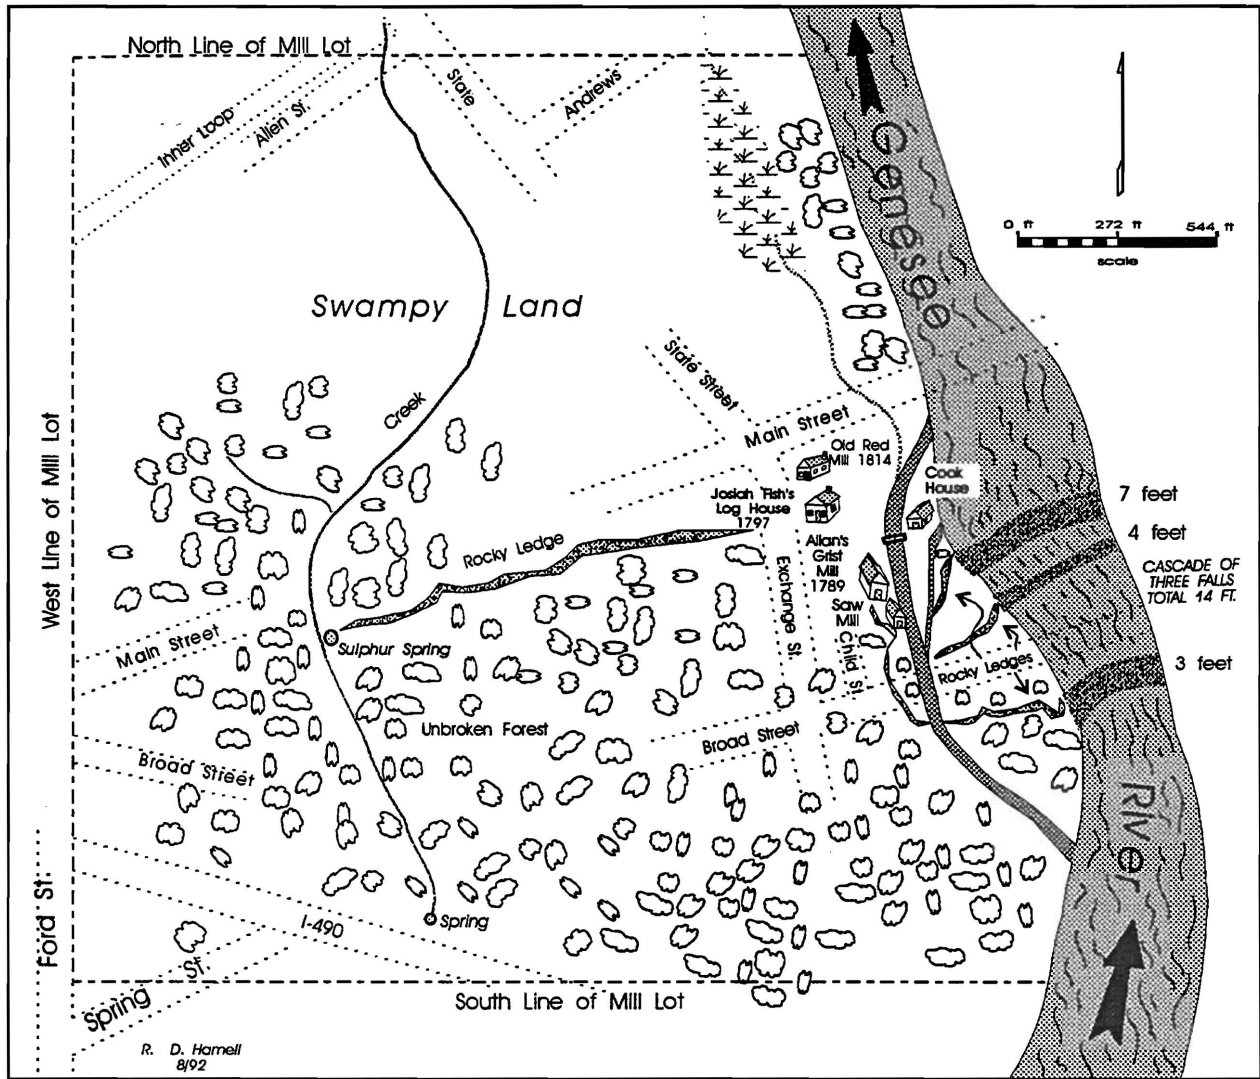 North Line of Mill Lot
Inner Loop
Allen St.
State
Andrews
Genesee
0 ft 272 ft 544 ft
scale
Swampy Land
State Street
Creek
Main Street
West Line of Mill Lot
Old Red
Mill 1814
Cook
House
Josiah Fish's
Log House
1797
7 feet
4 feet
Rocky Ledge
Allan's
Grist
Mill
1789
CASCADE OF
THREE FALLS
TOTAL 14 FT.
Exchange St.
Saw
Mill
Child St.
Main Street
Sulphur Spring
Rocky Ledges
3 feet
Unbroken Forest
Broad Street
Broad Street
River
Ford St.
I-490
Spring
Spring St.
South Line of Mill Lot
R. D. Hamell
8/92